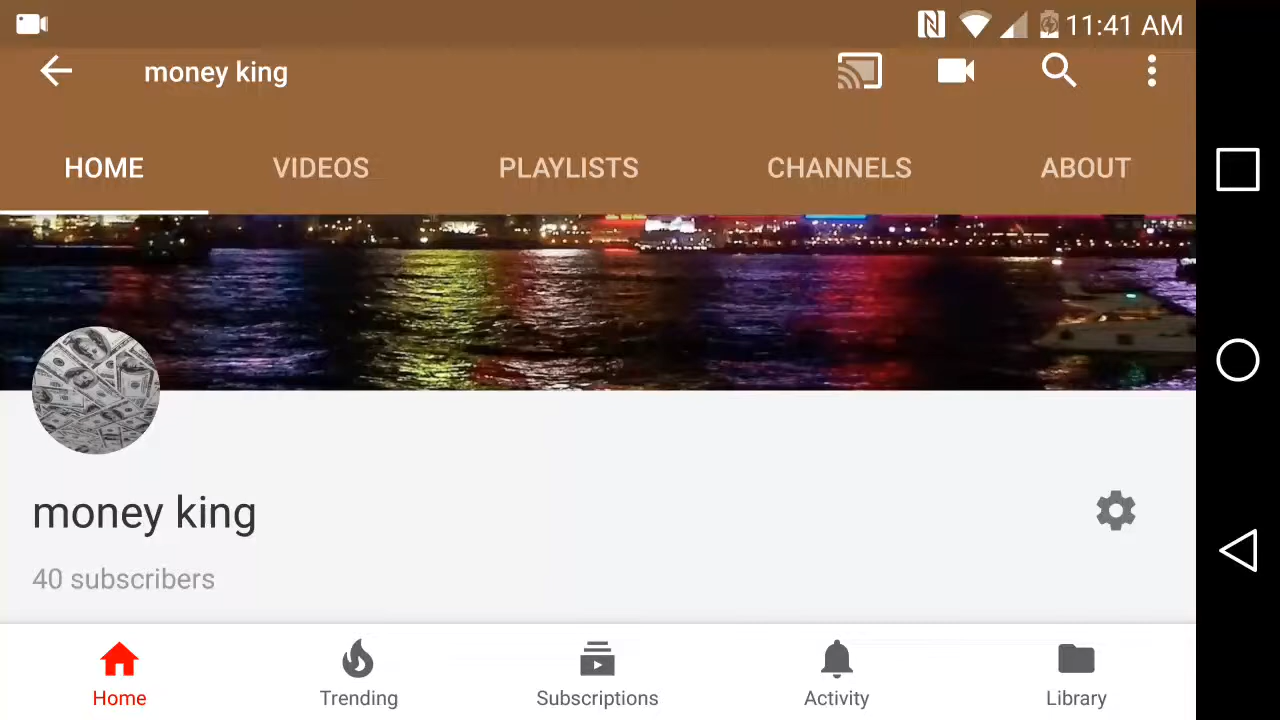 11:41 AM
money king
HOME VIDEOS PLAYLISTS CHANNELS ABOUT
money king
40 subscribers
Home Trending Subscriptions Activity Library